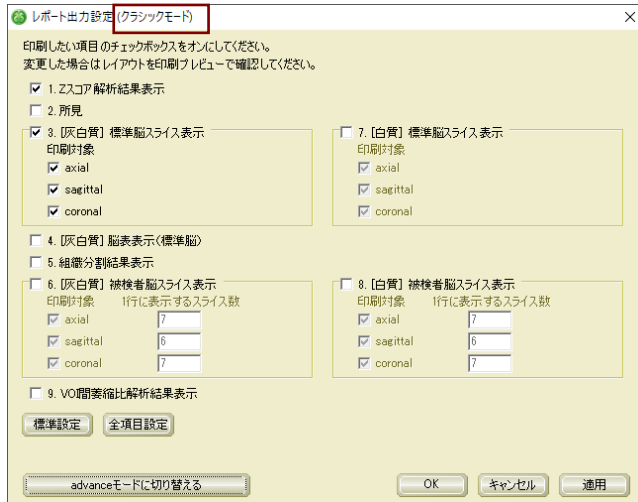 レポート出力設定 (クラシックモード)
印刷したい項目のチェックボックスをオンにしてください。
変更した場合はレイアウトを印刷プレビューで確認してください。
1. Zスコア解析結果表示
2. 所見
3. [灰白質] 標準脳スライス表示
印刷対象
axial
sagittal
coronal
7. [白質] 標準脳スライス表示
印刷対象
axial
sagittal
coronal
4. [灰白質] 脳表表示(標準脳)
5. 組織分割結果表示
6. [灰白質] 被検者脳スライス表示
印刷対象 1行に表示するスライス数
axial 7
sagittal 6
coronal 7
8. [白質] 被検者脳スライス表示
印刷対象 1行に表示するスライス数
axial 7
sagittal 6
coronal 7
9. VOI間萎縮比解析結果表示
標準設定 全項目設定
advanceモードに切り替える OK キャンセル 適用